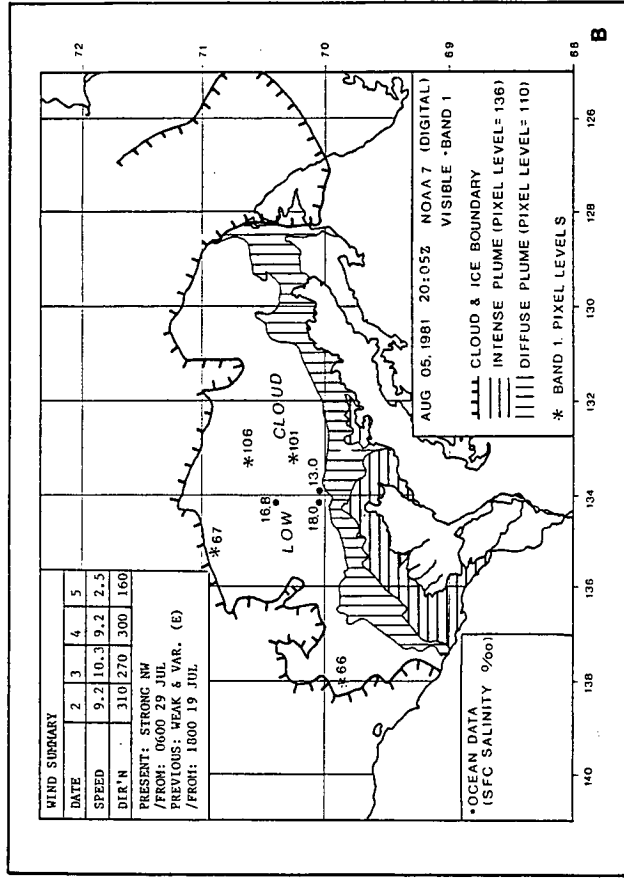 WIND SUMMARY
DATE 2 3 4 5
SPEED 9.2 10.3 9.2 2.5
DIR'N 310 270 300 160
PRESENT: STRONG NW
/FROM: 0600 29 JUL
PREVIOUS: WEAK & VAR. (E)
/FROM: 1800 19 JUL
*67
*106
*101
*66
LOW CLOUD
16.8
18.0
13.0
•OCEAN DATA
(SFC SALINITY ‰)
AUG 05, 1981 20:05Z NOAA 7 (DIGITAL)
VISIBLE • BAND 1
CLOUD & ICE BOUNDARY
INTENSE PLUME (PIXEL LEVEL= 136)
DIFFUSE PLUME (PIXEL LEVEL= 110)
* BAND 1. PIXEL LEVELS
72
71
70
69
68
140 138 136 134 132 130 128 126
B